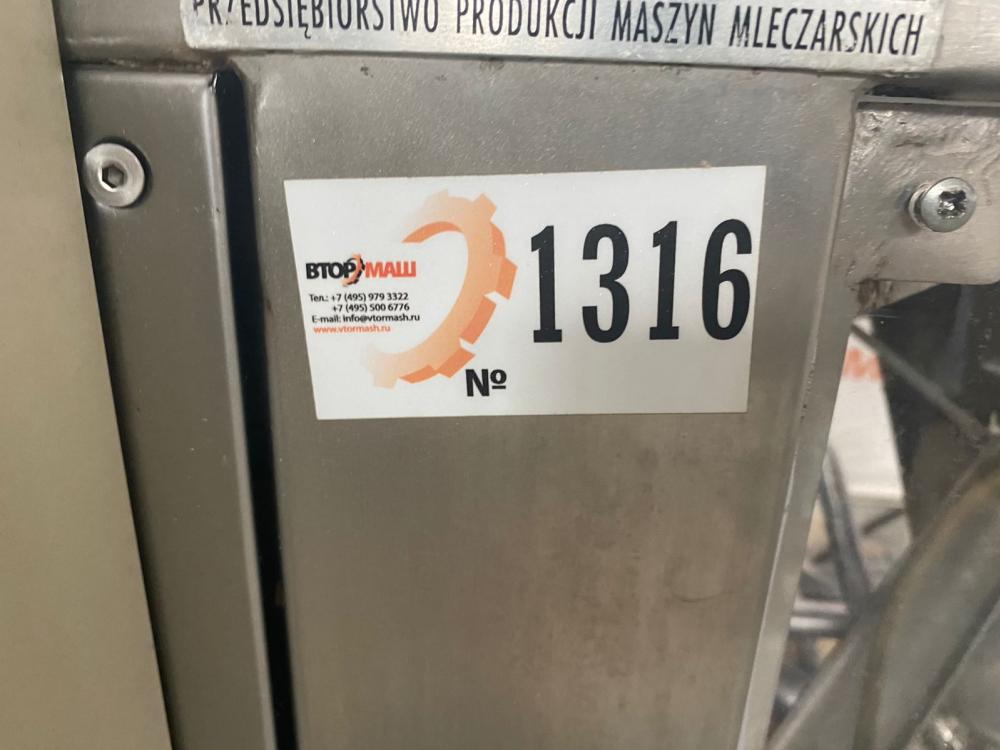 PRZEDSIĘBIORSTWO PRODUKCJI MASZYN MLECZARSKICH
ВТОРМАШ
Тел.: +7 (495) 979 3322
+7 (495) 500 6776
E-mail: info@vtormash.ru
www.vtormash.ru
№ 1316